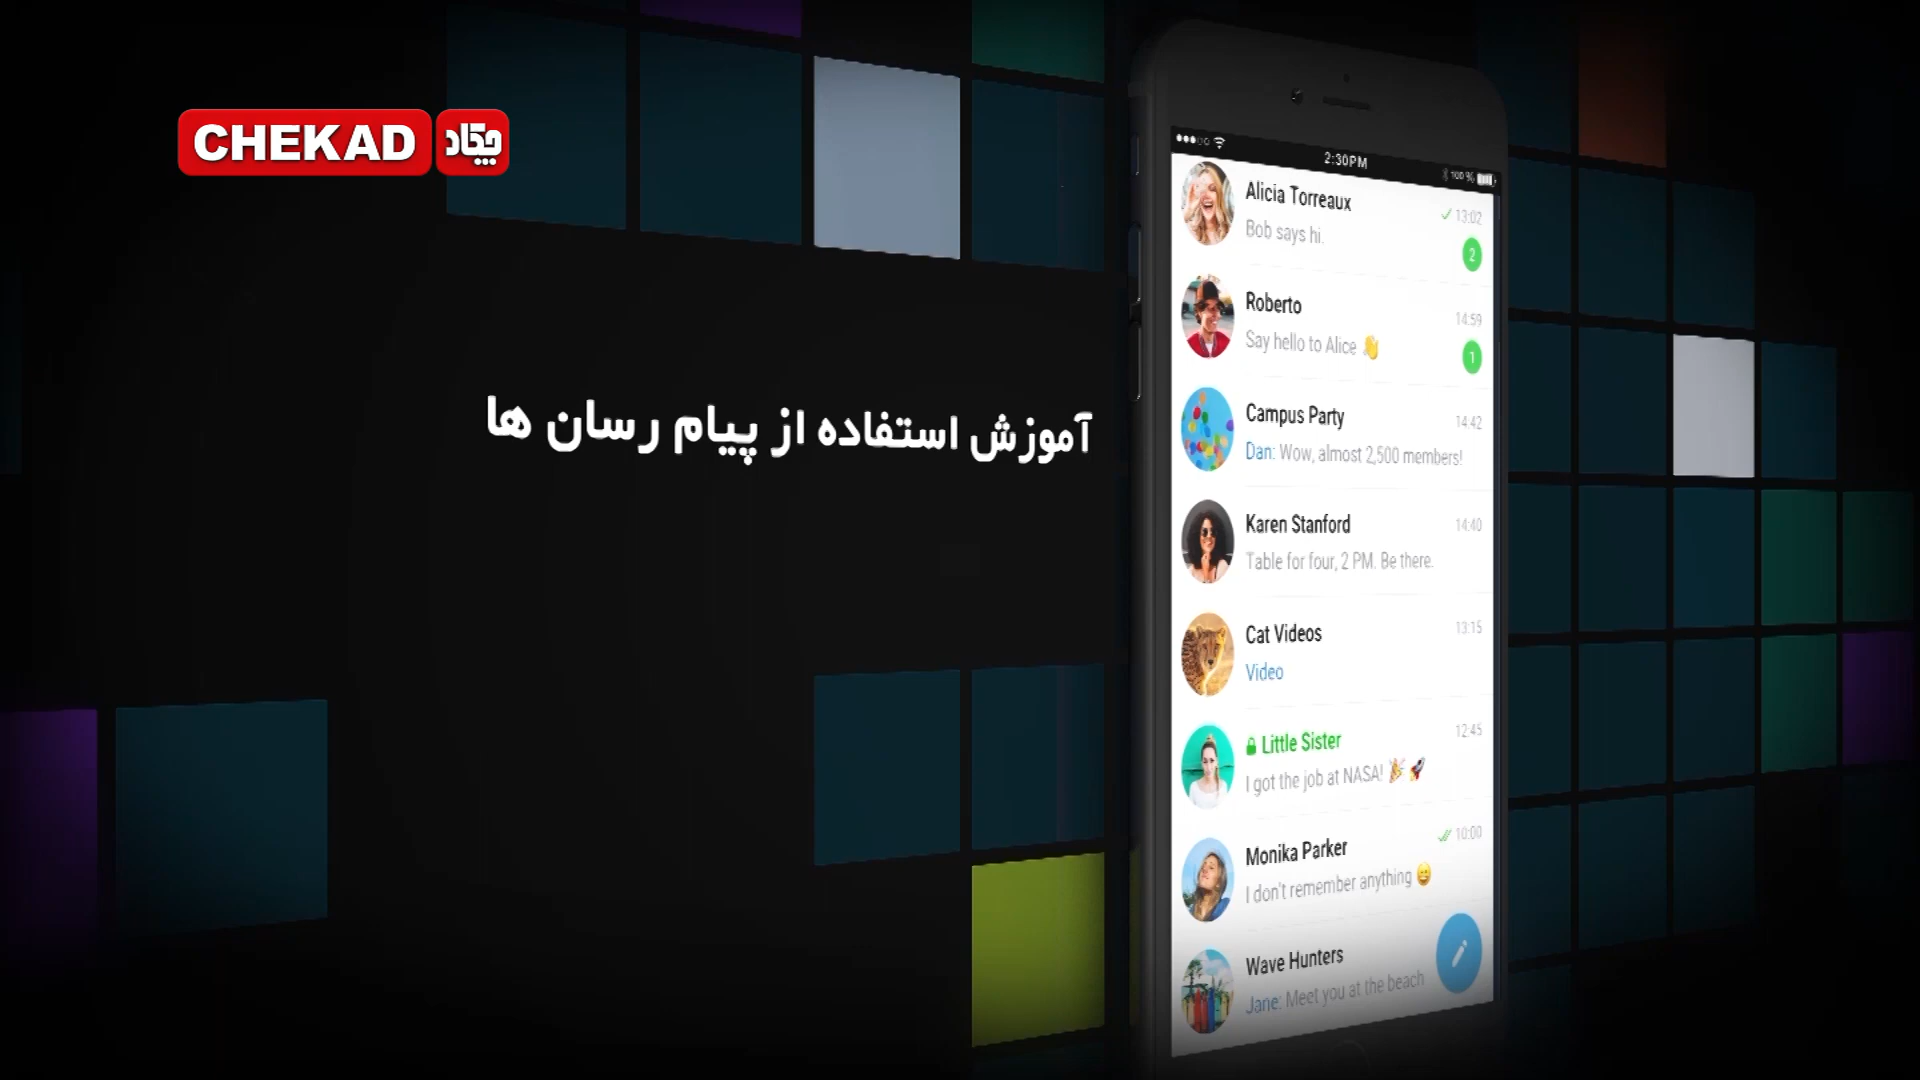 CHEKAD چکاد
آموزش استفاده از پیام رسان ها
2:30PM
100 %
Alicia Torreaux
13:02
Bob says hi.
2
Roberto
14:59
Say hello to Alice 👋
1
Campus Party
14:42
Dan: Wow, almost 2,500 members!
Karen Stanford
14:40
Table for four, 2 PM. Be there.
Cat Videos
13:15
Video
Little Sister
12:45
I got the job at NASA! 🎉 🚀
Monika Parker
10:00
I don't remember anything 😄
Wave Hunters
Jane: Meet you at the beach